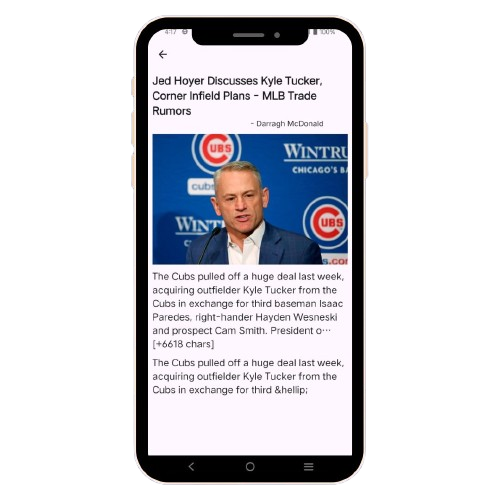 4:17
100%
Jed Hoyer Discusses Kyle Tucker,
Corner Infield Plans - MLB Trade
Rumors
- Darragh McDonald
CUBS
WINTRU
CHICAGO'S BA
cubs
WINT
CUBS
s.com
The Cubs pulled off a huge deal last week,
acquiring outfielder Kyle Tucker from the
Cubs in exchange for third baseman Isaac
Paredes, right-hander Hayden Wesneski
and prospect Cam Smith. President o…
[+6618 chars]
The Cubs pulled off a huge deal last week,
acquiring outfielder Kyle Tucker from the
Cubs in exchange for third &hellip;